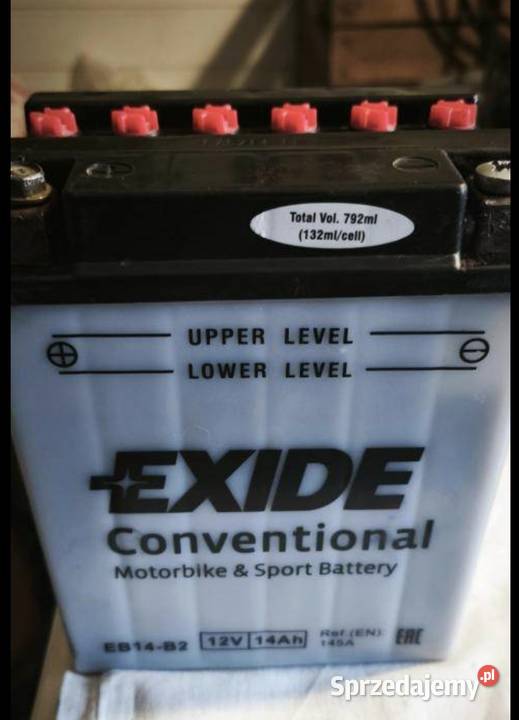 Total Vol. 792ml
(132ml/cell)
UPPER LEVEL
LOWER LEVEL
EXIDE
Conventional
Motorbike & Sport Battery
EB14-B2 12V 14Ah Ref.(EN):
145A
EAC
Sprzedajemy.pl